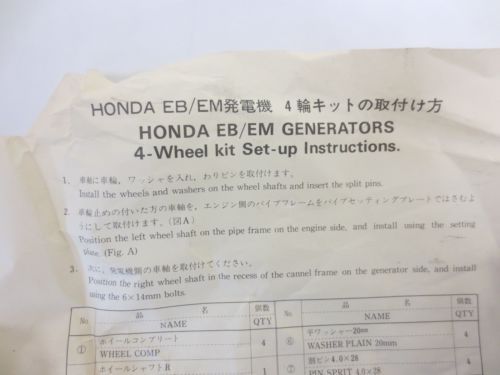 HONDA EB/EM発電機 4輪キットの取付け方
HONDA EB/EM GENERATORS
4-Wheel kit Set-up Instructions.
1. 車軸に車輪，ワッシャを入れ，わりピンを取付けます。
Install the wheels and washers on the wheel shafts and insert the split pins.
2. 車輪止めの付いた方の車軸を，エンジン側のパイプフレームをパイプセッティングプレートではさむよ
うにして取付けます。(図A)
Position the left wheel shaft on the pipe frame on the engine side, and install using the setting
plate. (Fig. A)
3. 次に，発電機側の車軸を取付けてください。
Position the right wheel shaft in the recess of the cannel frame on the generator side, and install
using the 6×14mm bolts.
No. 品 名 個数 品 名 個数
NAME QTY No. NAME QTY
① ホイールコンプリート 4 ⑥ 平ワッシャー20mm 4
WHEEL COMP WASHER PLAIN 20mm
ホイールシャフトR 1 ⑦ 割ピン4.0×28 4
PIN SPRIT 4.0×28